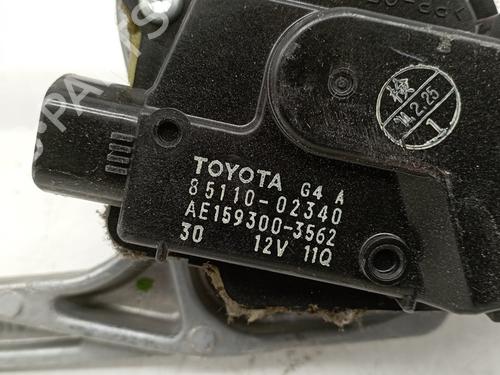 検
14.2.25
1
TOYOTA G4 A
85110-02340
AE159300-3562
30 12V 11Q